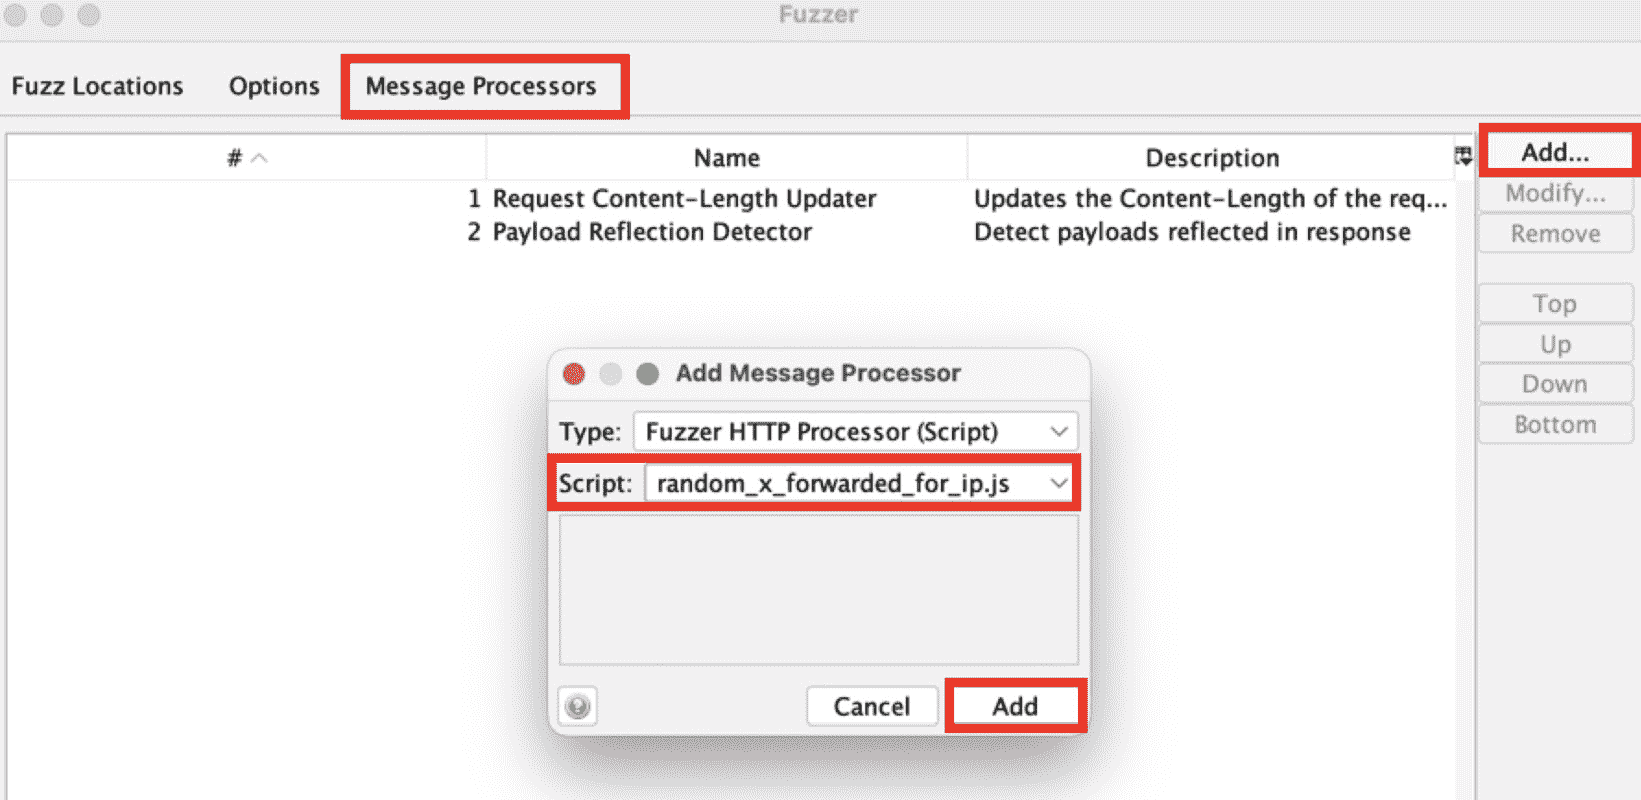 Fuzzer
Fuzz Locations Options Message Processors
# Name Description
1 Request Content-Length Updater Updates the Content-Length of the req...
2 Payload Reflection Detector Detect payloads reflected in response
Add...
Modify...
Remove
Top
Up
Down
Bottom
Add Message Processor
Type: Fuzzer HTTP Processor (Script)
Script: random_x_forwarded_for_ip.js
? Cancel Add